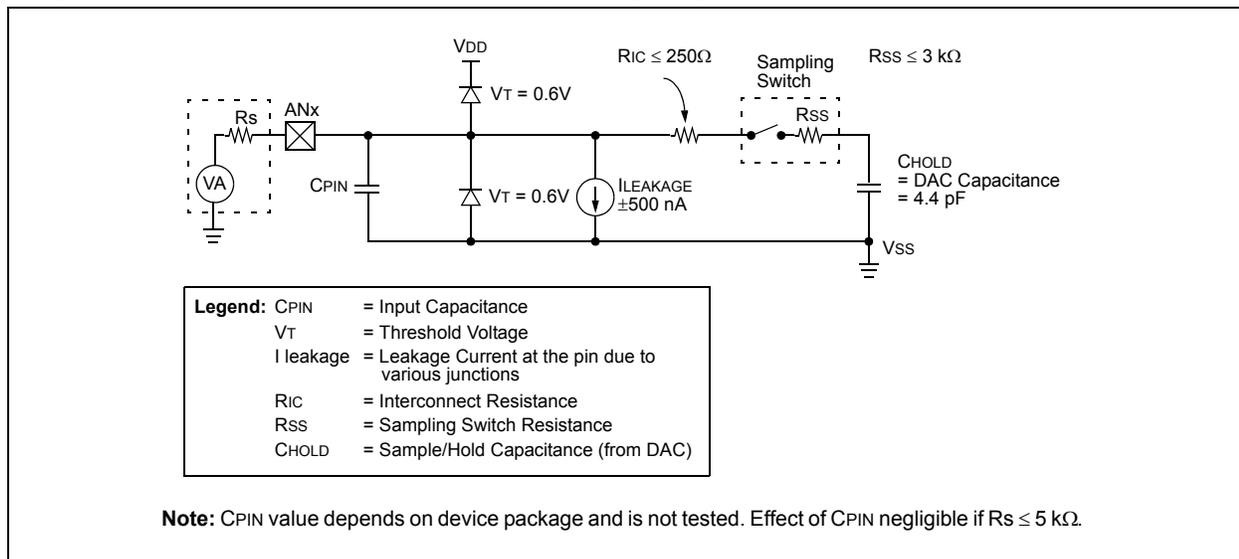 VDD
RIC ≤ 250Ω
Sampling
Switch
RSS ≤ 3 kΩ
VT = 0.6V
Rs
ANx
RSS
VA
CPIN
VT = 0.6V
ILEAKAGE
±500 nA
CHOLD
= DAC Capacitance
= 4.4 pF
VSS
Legend: CPIN = Input Capacitance
VT = Threshold Voltage
I leakage = Leakage Current at the pin due to
various junctions
RIC = Interconnect Resistance
RSS = Sampling Switch Resistance
CHOLD = Sample/Hold Capacitance (from DAC)
Note: CPIN value depends on device package and is not tested. Effect of CPIN negligible if Rs ≤ 5 kΩ.